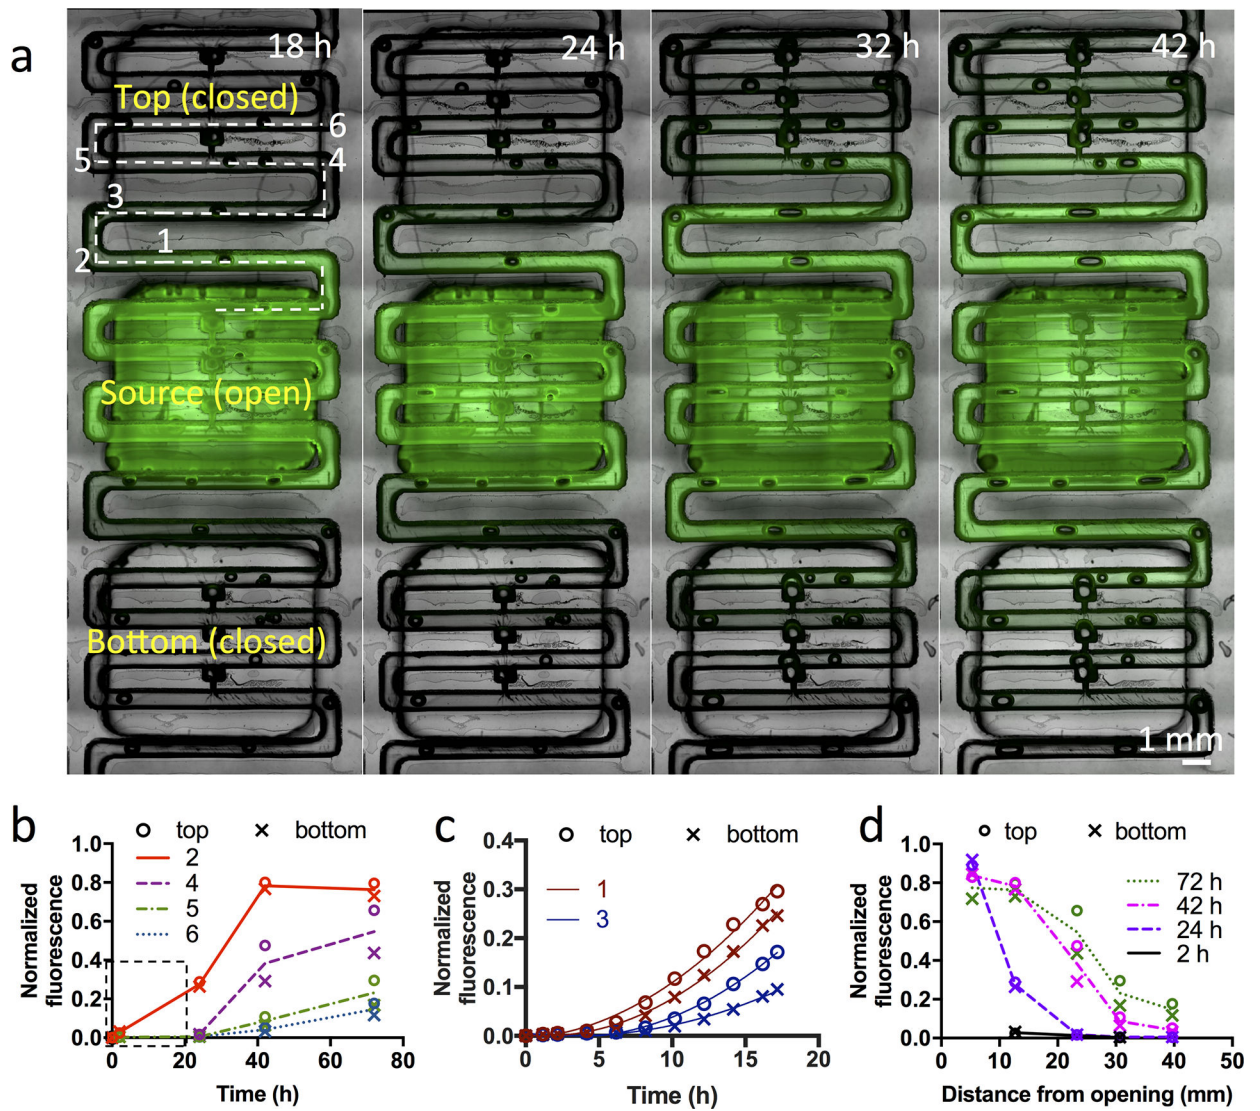 a
18 h
24 h
32 h
42 h
Top (closed)
6
5
4
3
1
2
Source (open)
Bottom (closed)
1 mm
b
top
bottom
1.0
0.8
0.6
0.4
0.2
0.0
2
4
5
6
Normalized
fluorescence
0
20
40
60
80
Time (h)
c
top
bottom
0.4
0.3
0.2
0.1
0.0
1
3
Normalized
fluorescence
0
5
10
15
20
Time (h)
d
top
bottom
1.0
0.8
0.6
0.4
0.2
0.0
72 h
42 h
24 h
2 h
Normalized
fluorescence
0
10
20
30
40
50
Distance from opening (mm)